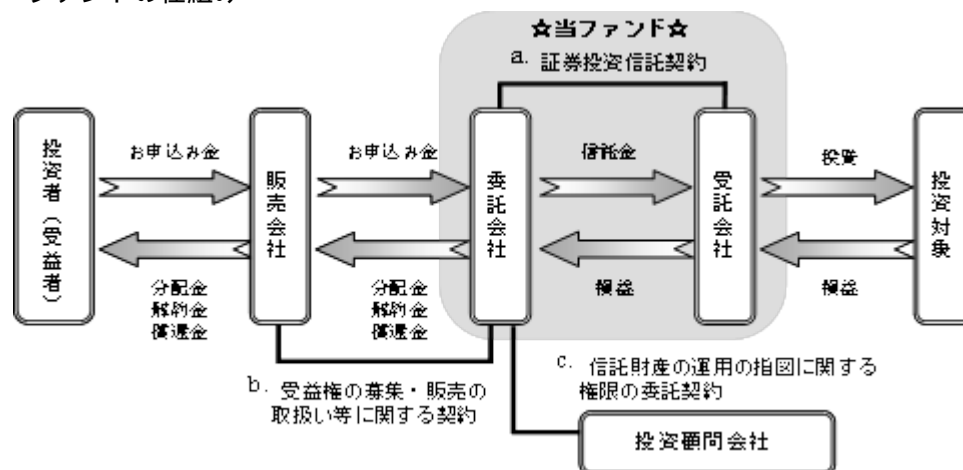 ファンドの仕組み
☆当ファンド☆
a. 証券投資信託契約
投資者(受益者)
お申込み金
分配金
解約金
償還金
販売会社
お申込み金
分配金
解約金
償還金
委託会社
信託金
損益
受託会社
投資
損益
投資対象
b. 受益権の募集・販売の
取扱い等に関する契約
c. 信託財産の運用の指図に関する
権限の委託契約
投資顧問会社